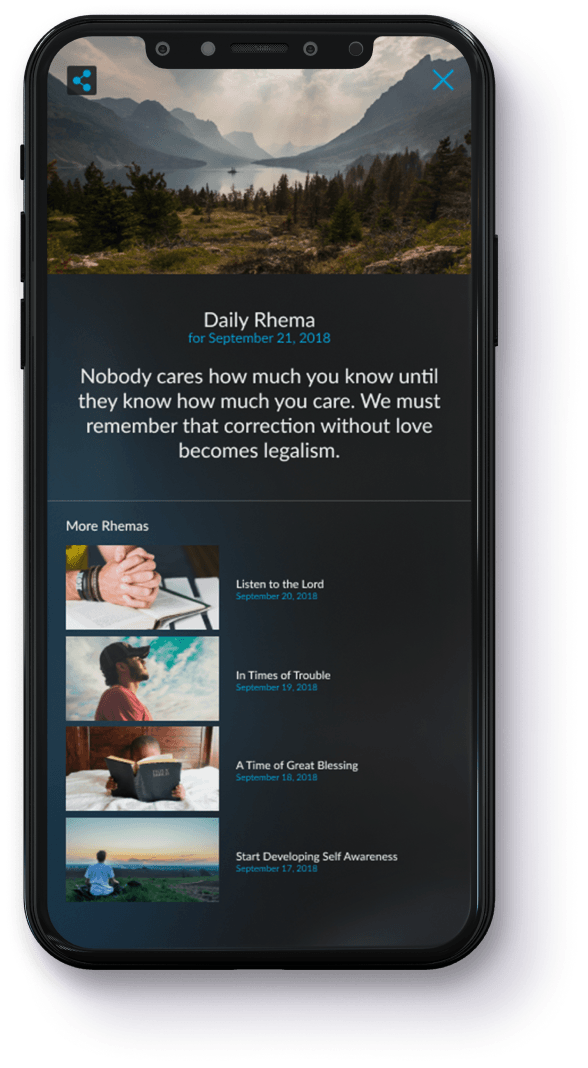 Daily Rhema
for September 21, 2018
Nobody cares how much you know until
they know how much you care. We must
remember that correction without love
becomes legalism.
More Rhemas
Listen to the Lord
September 20, 2018
In Times of Trouble
September 19, 2018
A Time of Great Blessing
September 18, 2018
Start Developing Self Awareness
September 17, 2018